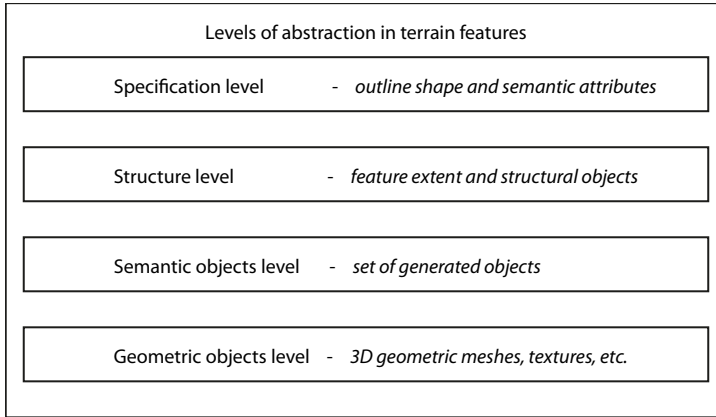 Levels of abstraction in terrain features
Specification level - outline shape and semantic attributes
Structure level - feature extent and structural objects
Semantic objects level - set of generated objects
Geometric objects level - 3D geometric meshes, textures, etc.